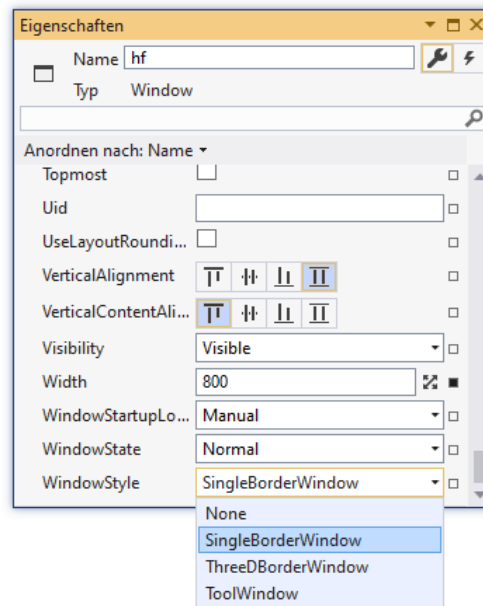 Eigenschaften
Name hf
Typ Window
Anordnen nach: Name
Topmost
Uid
UseLayoutRoundi...
VerticalAlignment
VerticalContentAli...
Visibility Visible
Width 800
WindowStartupLo... Manual
WindowState Normal
WindowStyle SingleBorderWindow
None
SingleBorderWindow
ThreeDBorderWindow
ToolWindow